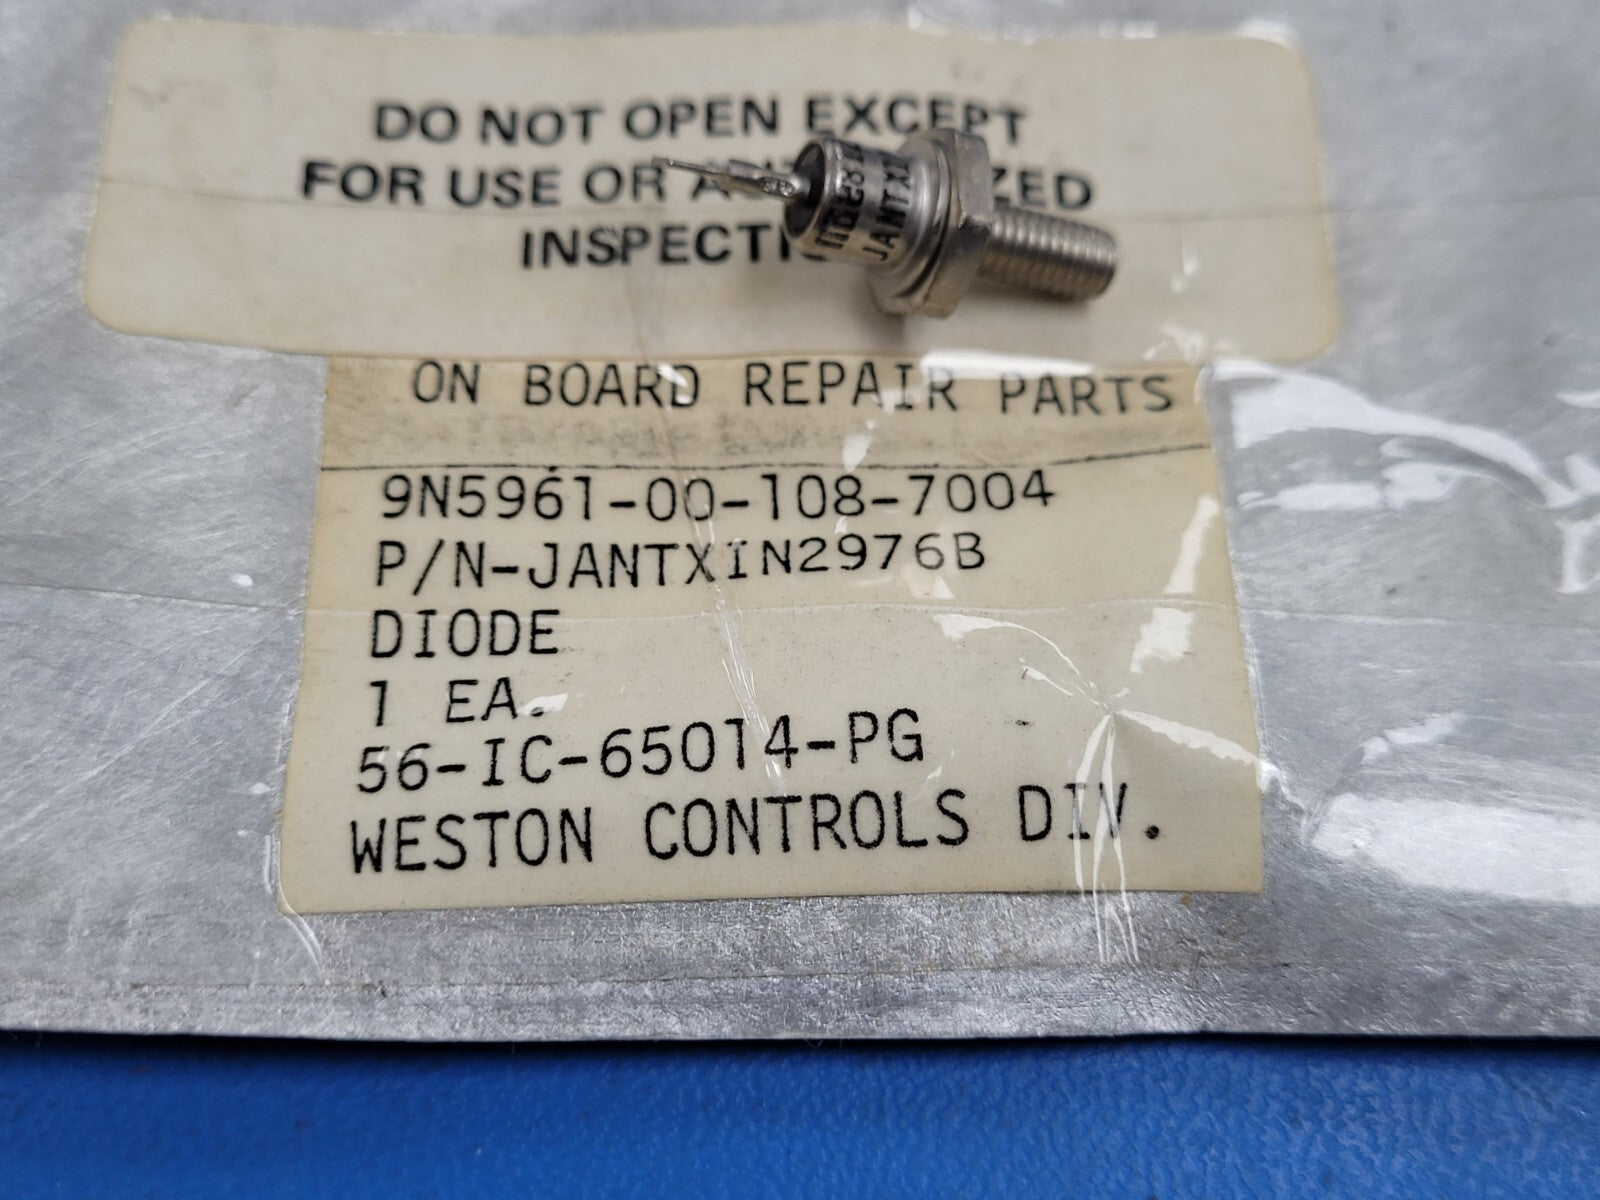 DO NOT OPEN EXCEPT
FOR USE OR
INSPECTI
ON BOARD REPAIR PARTS
9N5961-00-108-7004
P/N-JANTXIN2976B
DIODE
1 EA.
56-IC-65014-PG
WESTON CONTROLS DIV.
JANTX